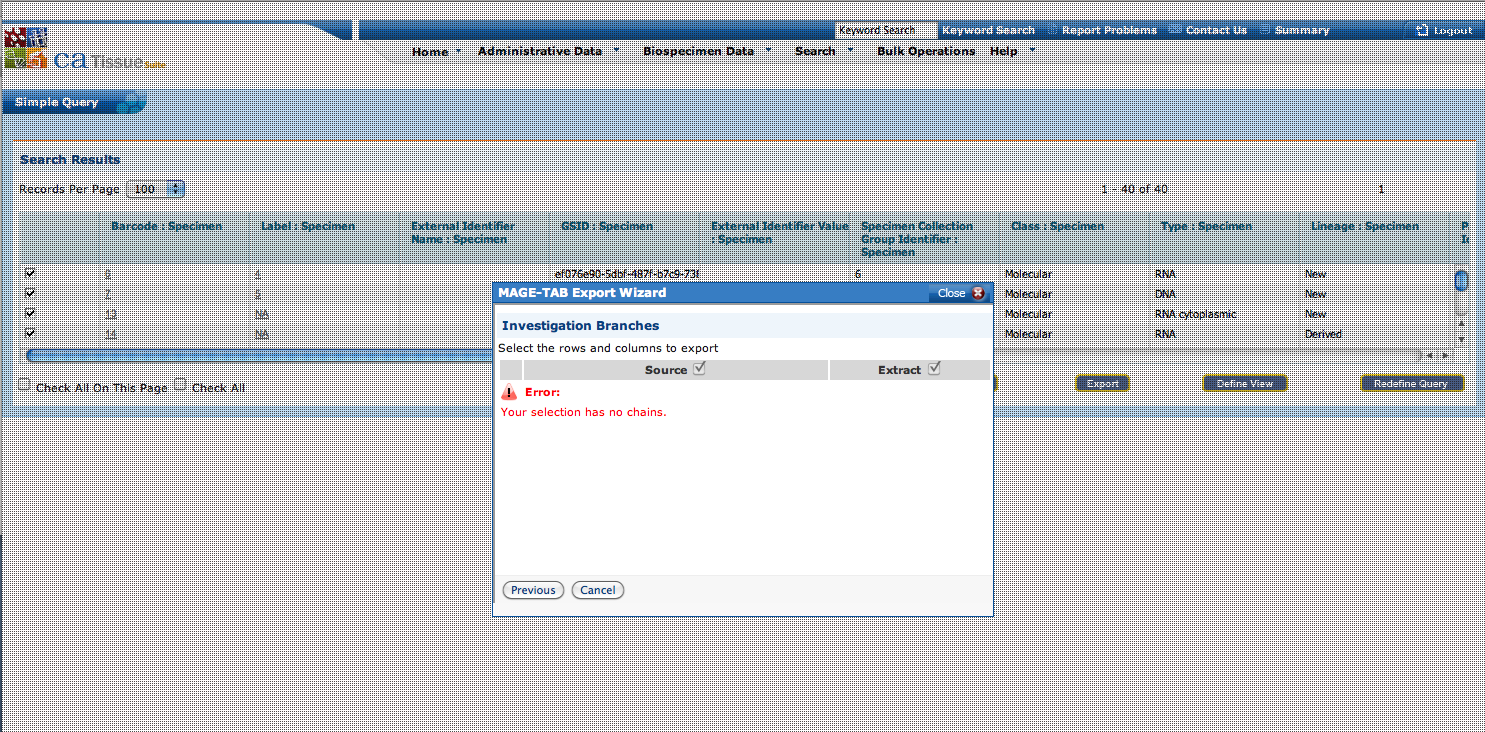 Keyword Search Keyword Search Report Problems Contact Us Summary Logout
Home Administrative Data Biospecimen Data Search Bulk Operations Help
ca Tissue Suite
Simple Query
Search Results
Records Per Page 100 1 - 40 of 40 1
Barcode : Specimen Label : Specimen External Identifier Name : Specimen GSID : Specimen External Identifier Value : Specimen Specimen Collection Group Identifier : Specimen Class : Specimen Type : Specimen Lineage : Specimen
4 ef076e90-5dbf-487f-b7c9-73f 6 Molecular RNA New
5 Molecular DNA New
13 NA Molecular RNA cytoplasmic New
14 NA Molecular RNA Derived
Check All On This Page Check All Export Define View Redefine Query
MAGE-TAB Export Wizard Close
Investigation Branches
Select the rows and columns to export
Source Extract
Error:
Your selection has no chains.
Previous Cancel